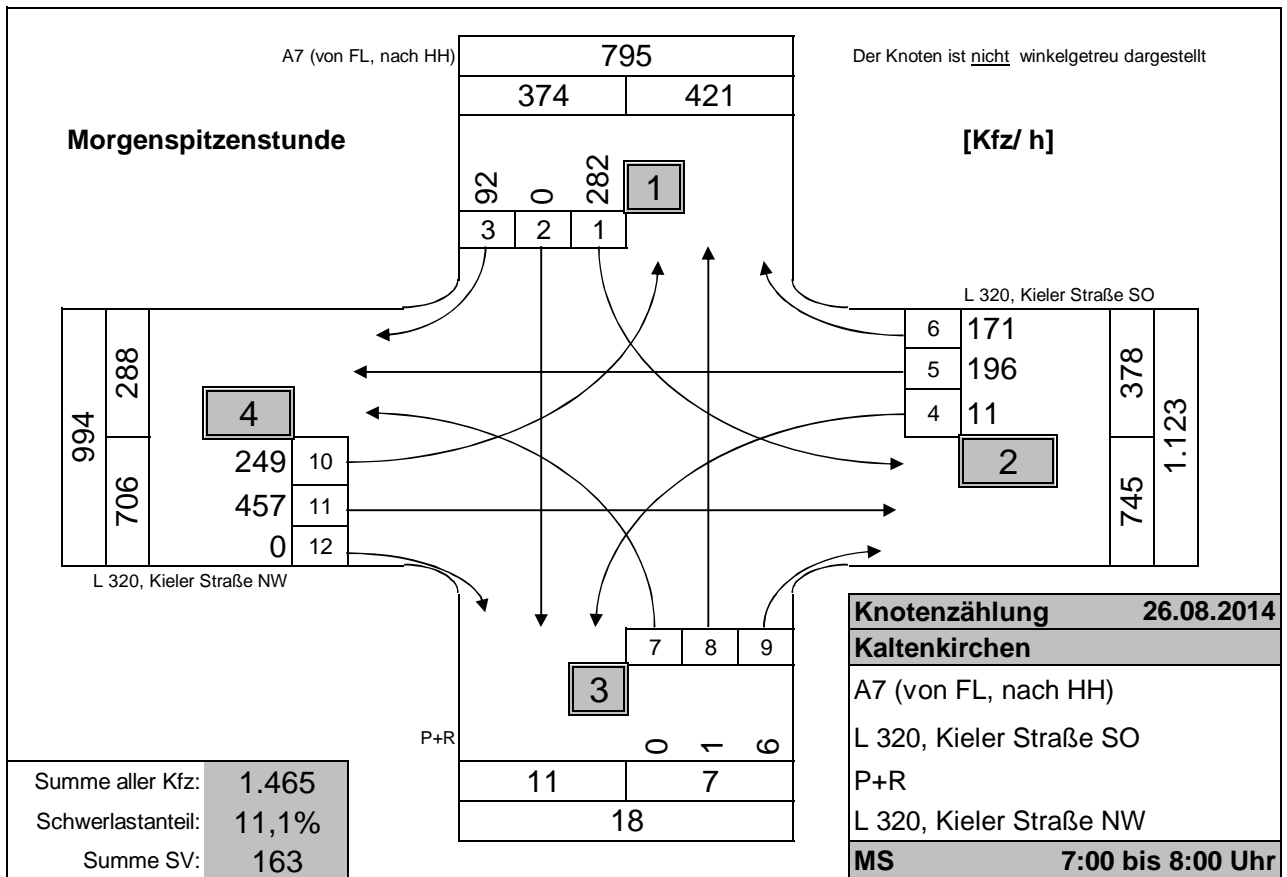 A7 (von FL, nach HH)
795
Der Knoten ist nicht winkelgetreu dargestellt
374 421
Morgenspitzenstunde
[Kfz/ h]
92 0 282
1
3 2 1
L 320, Kieler Straße SO
6 171
5 196
4 11
378
1.123
2
745
994
288
4
706
249 10
457 11
0 12
L 320, Kieler Straße NW
7 8 9
3
P+R
0 1 6
11 7
18
Knotenzählung 26.08.2014
Kaltenkirchen
A7 (von FL, nach HH)
L 320, Kieler Straße SO
P+R
L 320, Kieler Straße NW
MS 7:00 bis 8:00 Uhr
Summe aller Kfz: 1.465
Schwerlastanteil: 11,1%
Summe SV: 163